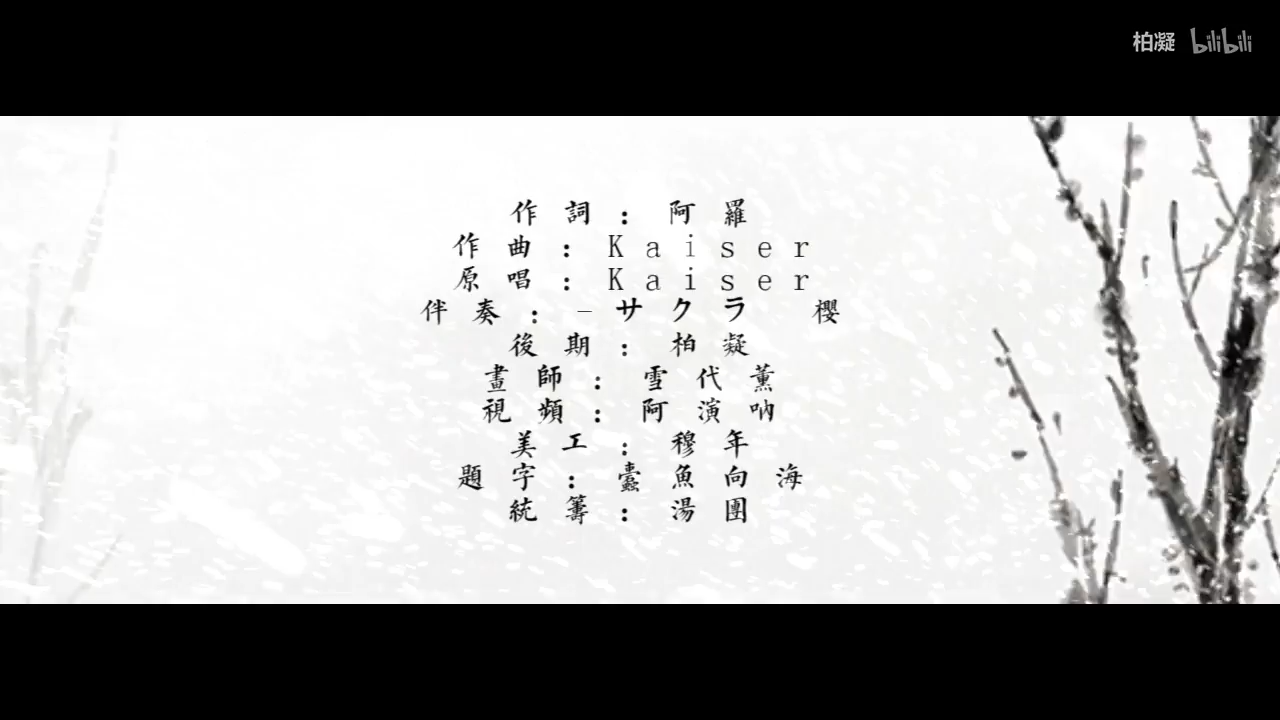 柏凝 bilibili
作詞：阿羅
作曲：Kaiser
原唱：Kaiser
伴奏：－サクラ 櫻
後期：柏凝
畫師：雪代薰
視頻：阿演吶
美工：穆年
題字：蠹魚向海
統籌：湯團